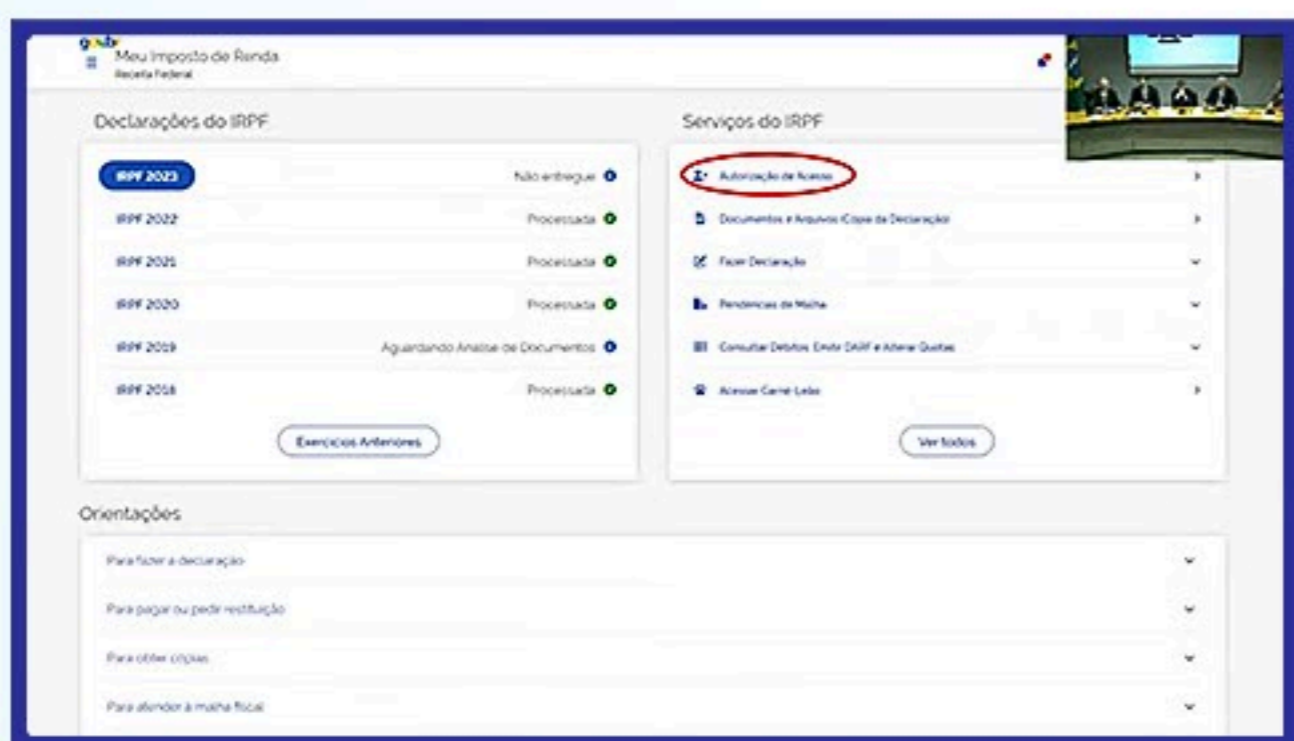 gov.br
Meu Imposto de Renda
Receita Federal
Declarações do IRPF
IRPF 2023
Não entregue
IRPF 2022
Processada
IRPF 2021
Processada
IRPF 2020
Processada
IRPF 2019
Aguardando Analise de Documentos
IRPF 2018
Processada
Exercicios Anteriores
Serviços do IRPF
Autorização de Acesso
Documentos e Arquivos (Cópia da Declaração)
Fazer Declaração
Pendências de Malha
Consultar Débitos, Emitir DARF e Alterar Quotas
Acessar Carnê-Leão
Ver todos
Orientações
Para fazer a declaração
Para pagar ou pedir restituição
Para obter cópias
Para atender à malha fiscal